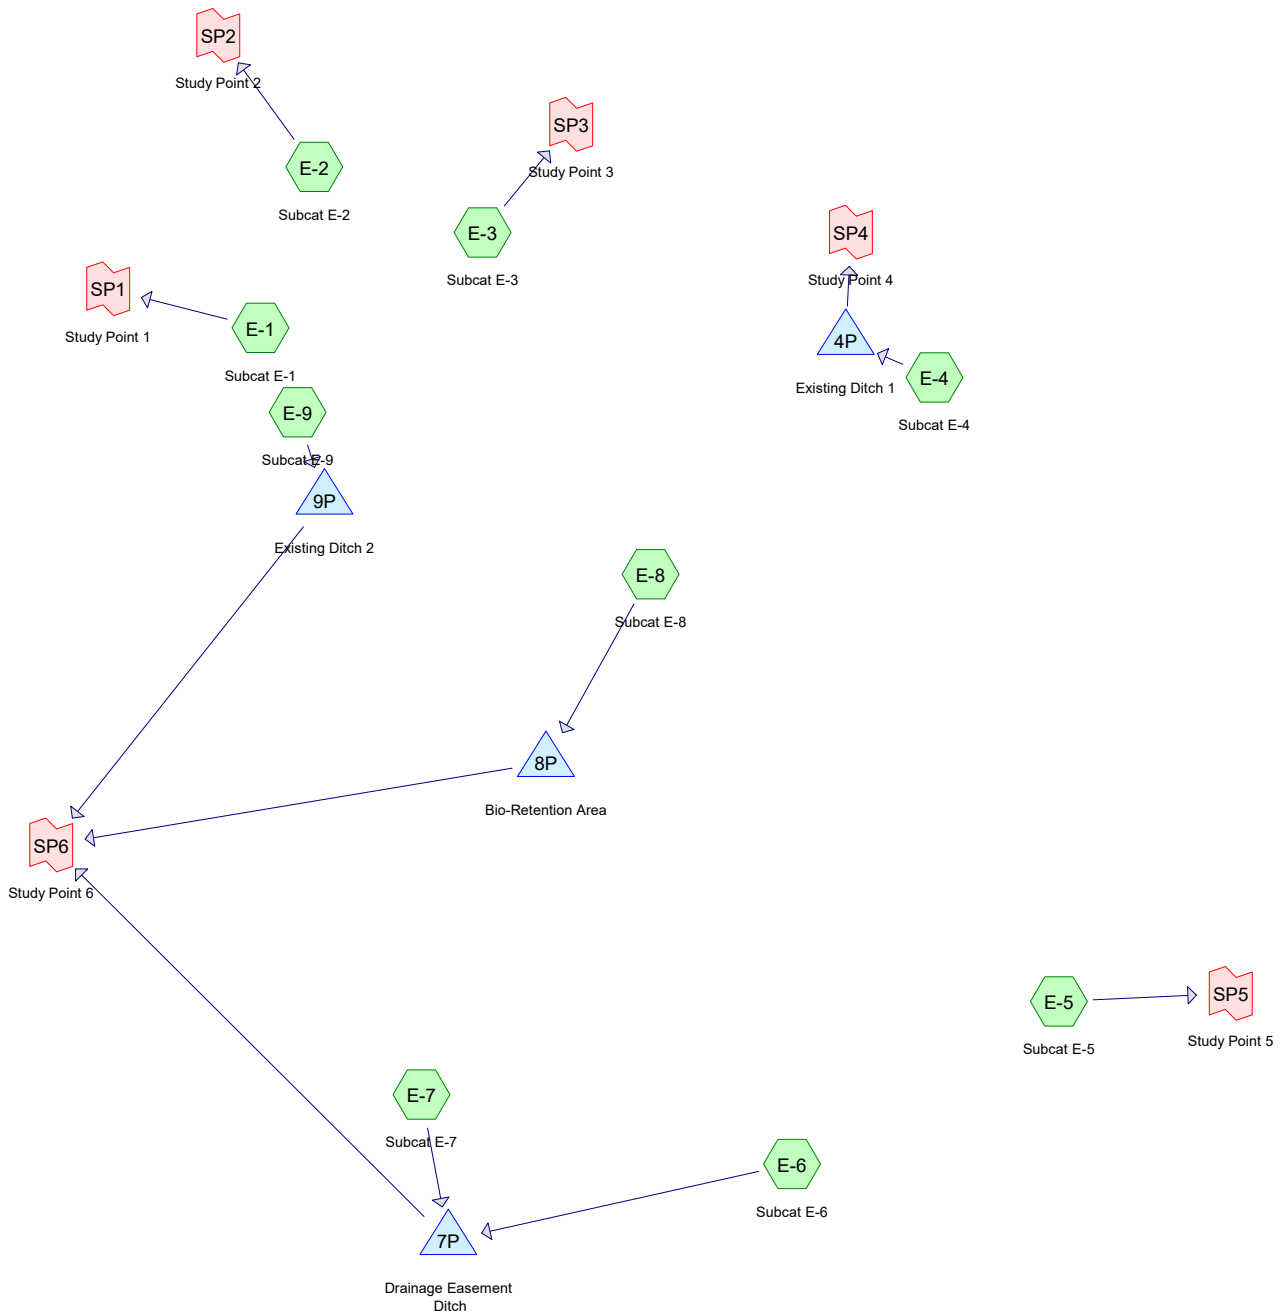 SP2
Study Point 2
SP3
E-2
Study Point 3
Subcat E-2
E-3
SP4
Subcat E-3
Study Point 4
SP1
Study Point 1
E-1
4P
Subcat E-1
E-4
Existing Ditch 1
Subcat E-4
E-9
Subcat E-9
9P
Existing Ditch 2
E-8
Subcat E-8
8P
Bio-Retention Area
SP6
Study Point 6
SP5
E-5
Study Point 5
Subcat E-5
E-7
Subcat E-7
E-6
Subcat E-6
7P
Drainage Easement
Ditch